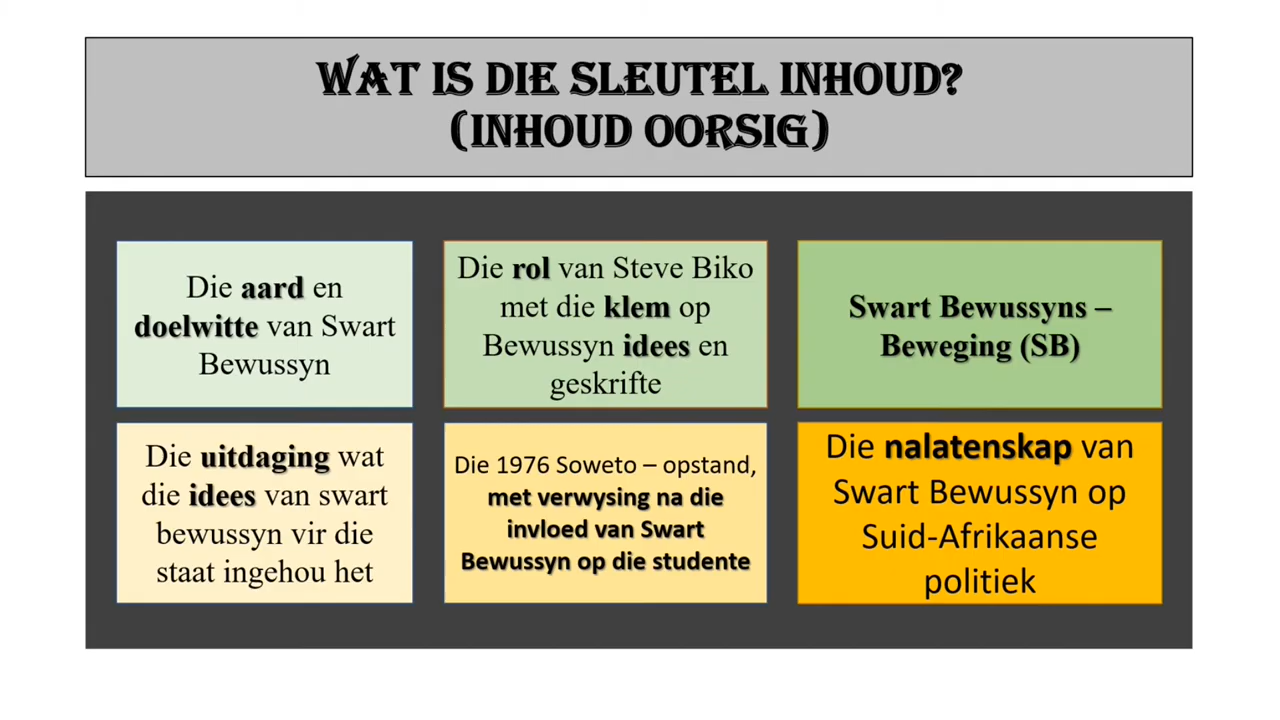 WAT IS DIE SLEUTEL INHOUD?
(INHOUD OORSIG)
Die aard en
doelwitte van Swart
Bewussyn
Die rol van Steve Biko
met die klem op
Bewussyn idees en
geskrifte
Swart Bewussyns –
Beweging (SB)
Die uitdaging wat
die idees van swart
bewussyn vir die
staat ingehou het
Die 1976 Soweto – opstand,
met verwysing na die
invloed van Swart
Bewussyn op die studente
Die nalatenskap van
Swart Bewussyn op
Suid-Afrikaanse
politiek